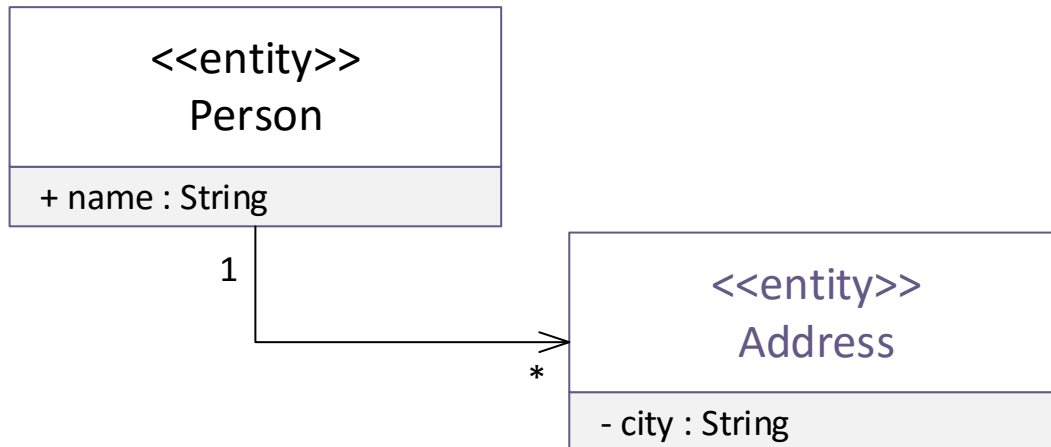 <<entity>>
Person
+ name : String
1
<<entity>>
Address
*
- city : String